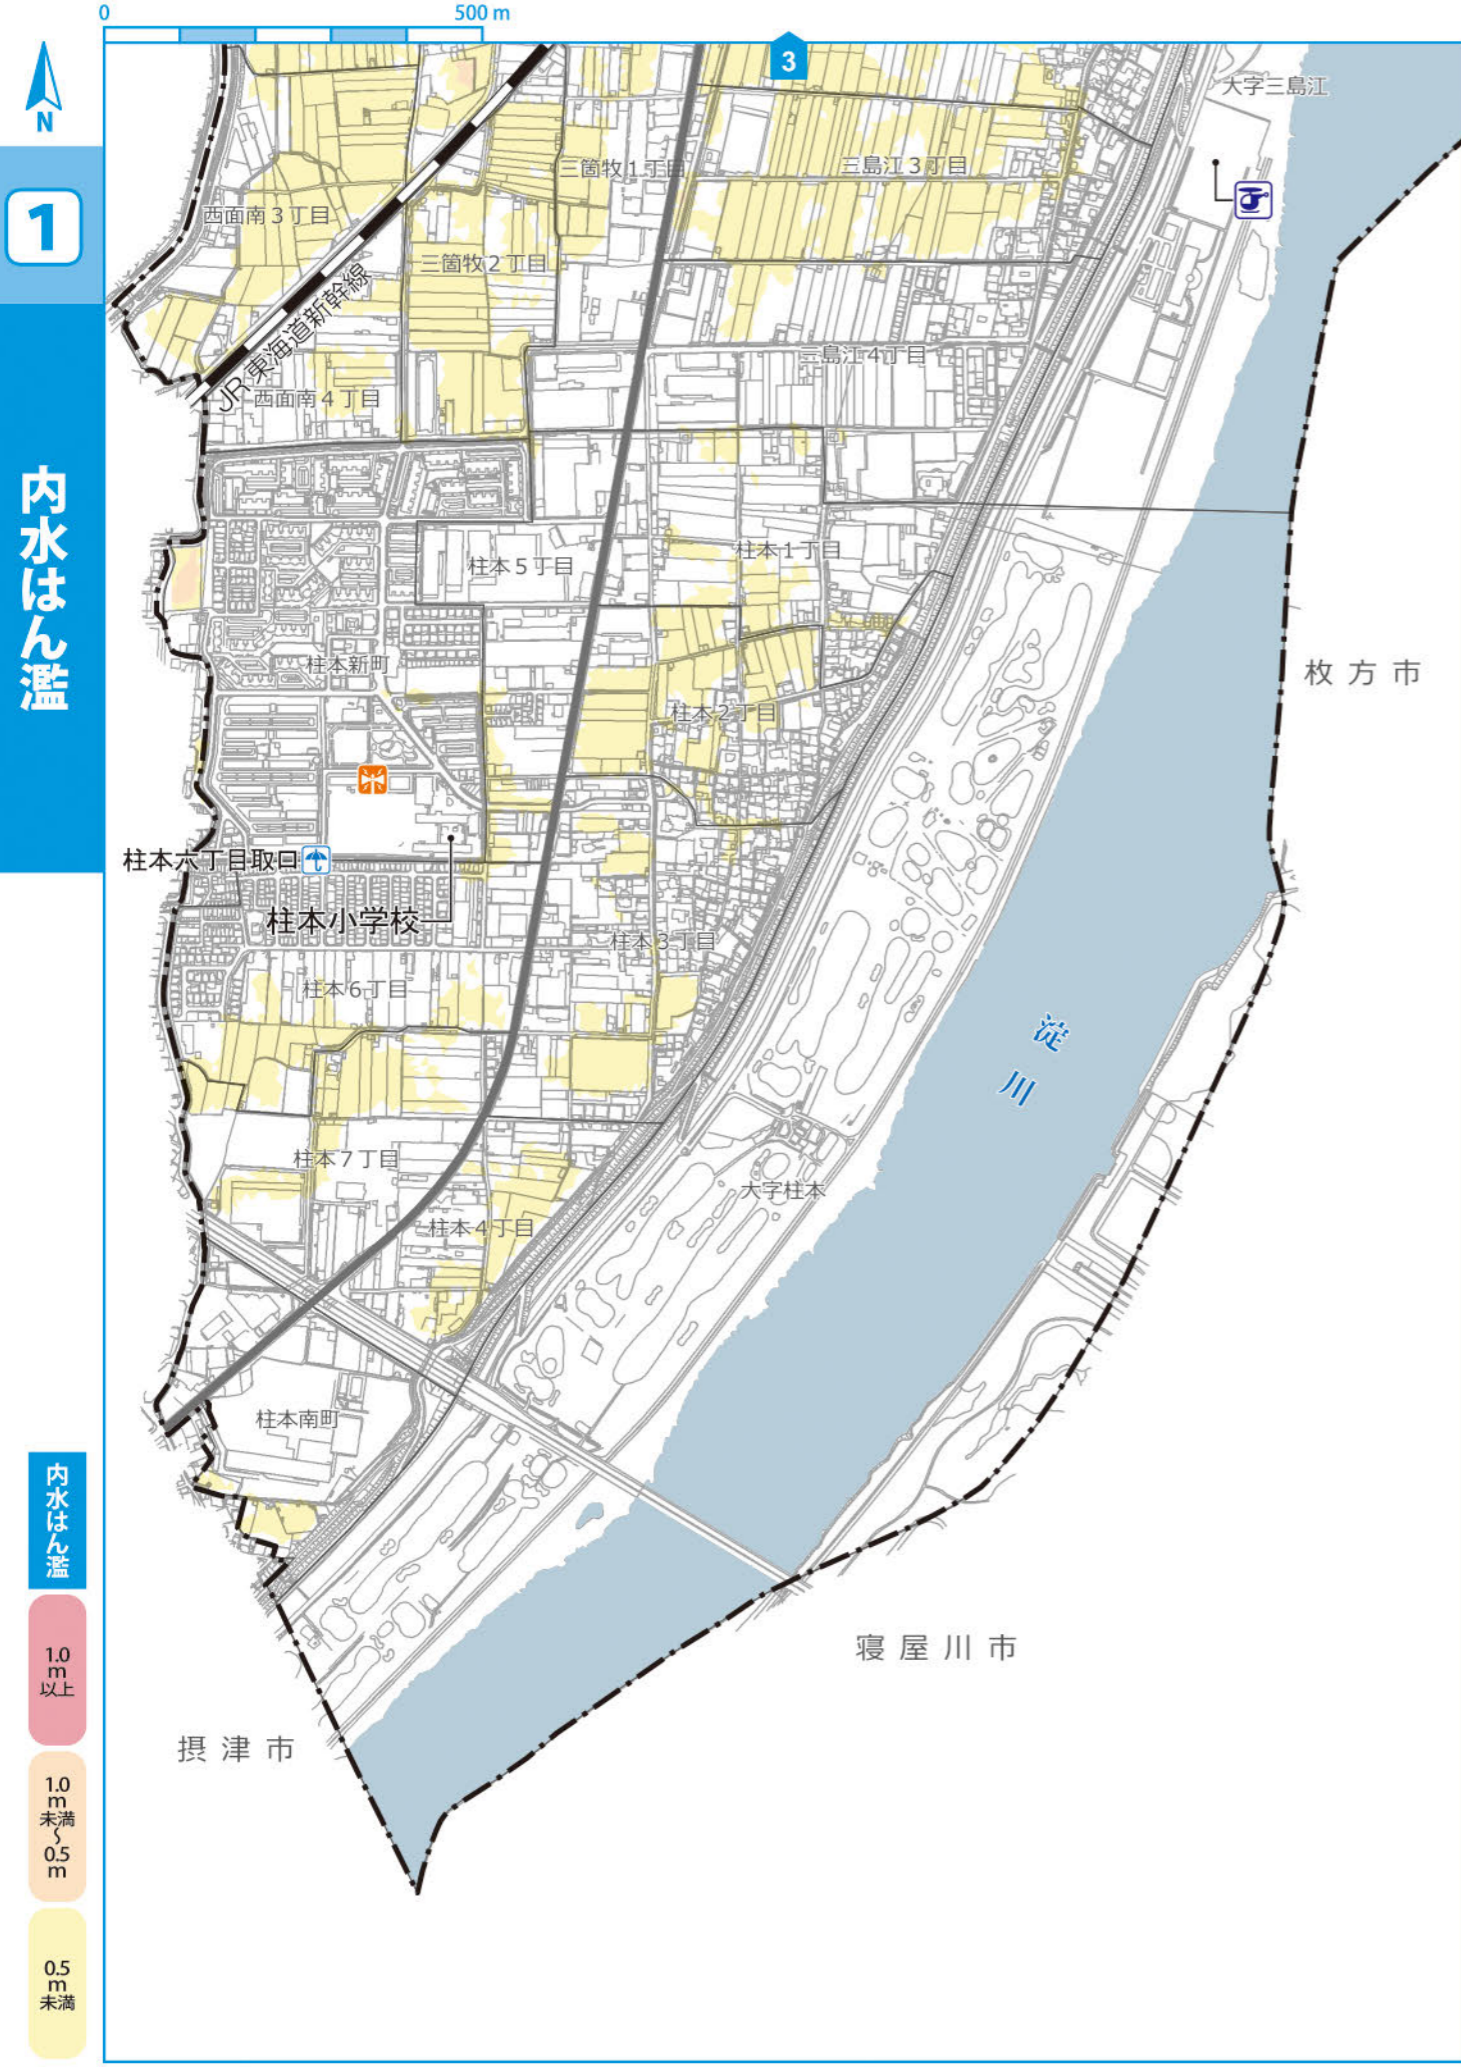 0
500 m
N
1
内水はん濫
3
大字三島江
三箇牧1丁目
三島江3丁目
西面南3丁目
三箇牧2丁目
JR東海道新幹線
三島江4丁目
西面南4丁目
柱本1丁目
柱本5丁目
柱本新町
枚方市
柱本2丁目
柱本六丁目取口
柱本小学校
柱本3丁目
柱本6丁目
淀川
柱本7丁目
大字柱本
柱本4丁目
柱本南町
寝屋川市
摂津市
内水はん濫
1.0
m
以上
1.0
m
未満
〜
0.5
m
0.5
m
未満